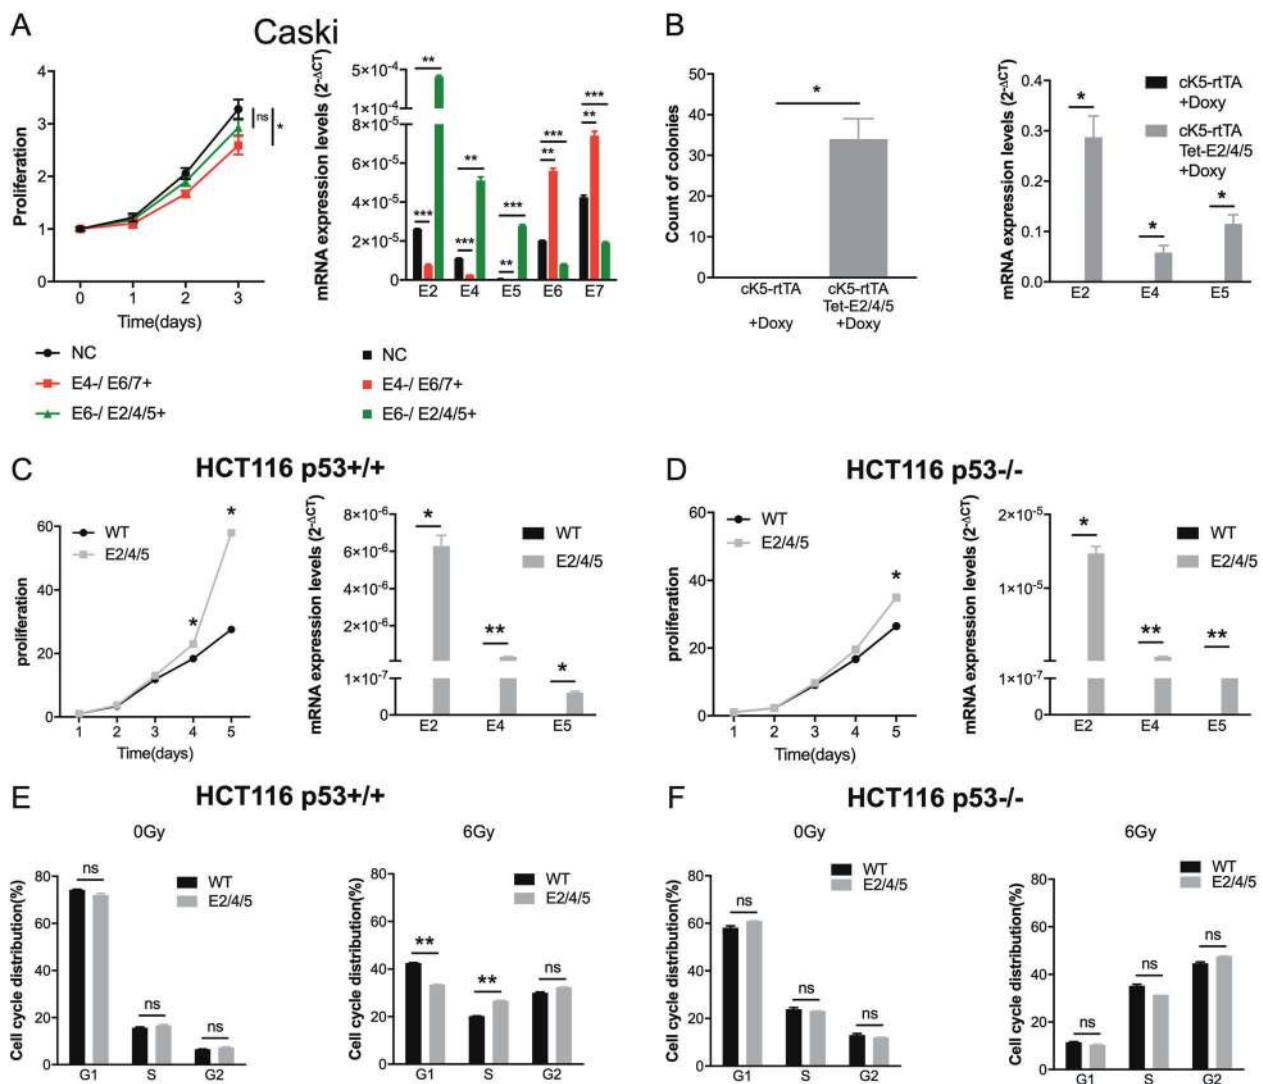 A
Caski
Proliferation
4
3
2
1
0
ns
*
0 1 2 3
Time(days)
NC
E4-/ E6/7+
E6-/ E2/4/5+
mRNA expression levels (2-ΔCT)
5×10-4
1×10-4
8×10-5
6×10-5
4×10-5
2×10-5
0
**
***
**
***
***
**
***
**
***
**
E2 E4 E5 E6 E7
NC
E4-/ E6/7+
E6-/ E2/4/5+
B
Count of colonies
50
40
30
20
10
0
*
cK5-rtTA
+Doxy
cK5-rtTA
Tet-E2/4/5
+Doxy
mRNA expression levels (2-ΔCT)
0.4
0.3
0.2
0.1
0.0
*
*
*
E2 E4 E5
cK5-rtTA
+Doxy
cK5-rtTA
Tet-E2/4/5
+Doxy
C
HCT116 p53+/+
proliferation
60
40
20
0
WT
E2/4/5
*
*
1 2 3 4 5
Time(days)
mRNA expression levels (2-ΔCT)
8×10-6
6×10-6
4×10-6
2×10-6
1×10-7
0
*
**
*
WT
E2/4/5
E2 E4 E5
D
HCT116 p53-/-
proliferation
60
40
20
0
WT
E2/4/5
*
1 2 3 4 5
Time(days)
mRNA expression levels (2-ΔCT)
2×10-5
1×10-5
1×10-7
0
*
**
**
WT
E2/4/5
E2 E4 E5
E
HCT116 p53+/+
0Gy
Cell cycle distribution(%)
80
60
40
20
0
ns
ns
ns
WT
E2/4/5
G1 S G2
6Gy
Cell cycle distribution(%)
80
60
40
20
0
**
**
ns
WT
E2/4/5
G1 S G2
F
HCT116 p53-/-
0Gy
Cell cycle distribution(%)
80
60
40
20
0
ns
ns
ns
WT
E2/4/5
G1 S G2
6Gy
Cell cycle distribution(%)
80
60
40
20
0
ns
ns
ns
WT
E2/4/5
G1 S G2